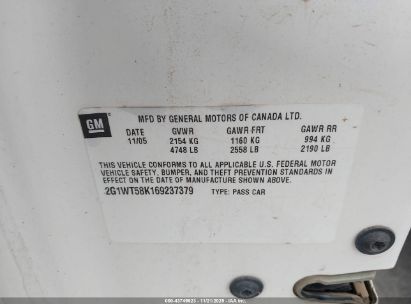 GM
MFD BY GENERAL MOTORS OF CANADA LTD.
DATE GVWR GAWR FRT GAWR RR
11/05 2154 KG 1160 KG 994 KG
4748 LB 2558 LB 2190 LB
THIS VEHICLE CONFORMS TO ALL APPLICABLE U.S. FEDERAL MOTOR
VEHICLE SAFETY, BUMPER, AND THEFT PREVENTION STANDARDS IN
EFFECT ON THE DATE OF MANUFACTURE SHOWN ABOVE.
2G1WT58K169237379 TYPE: PASS CAR